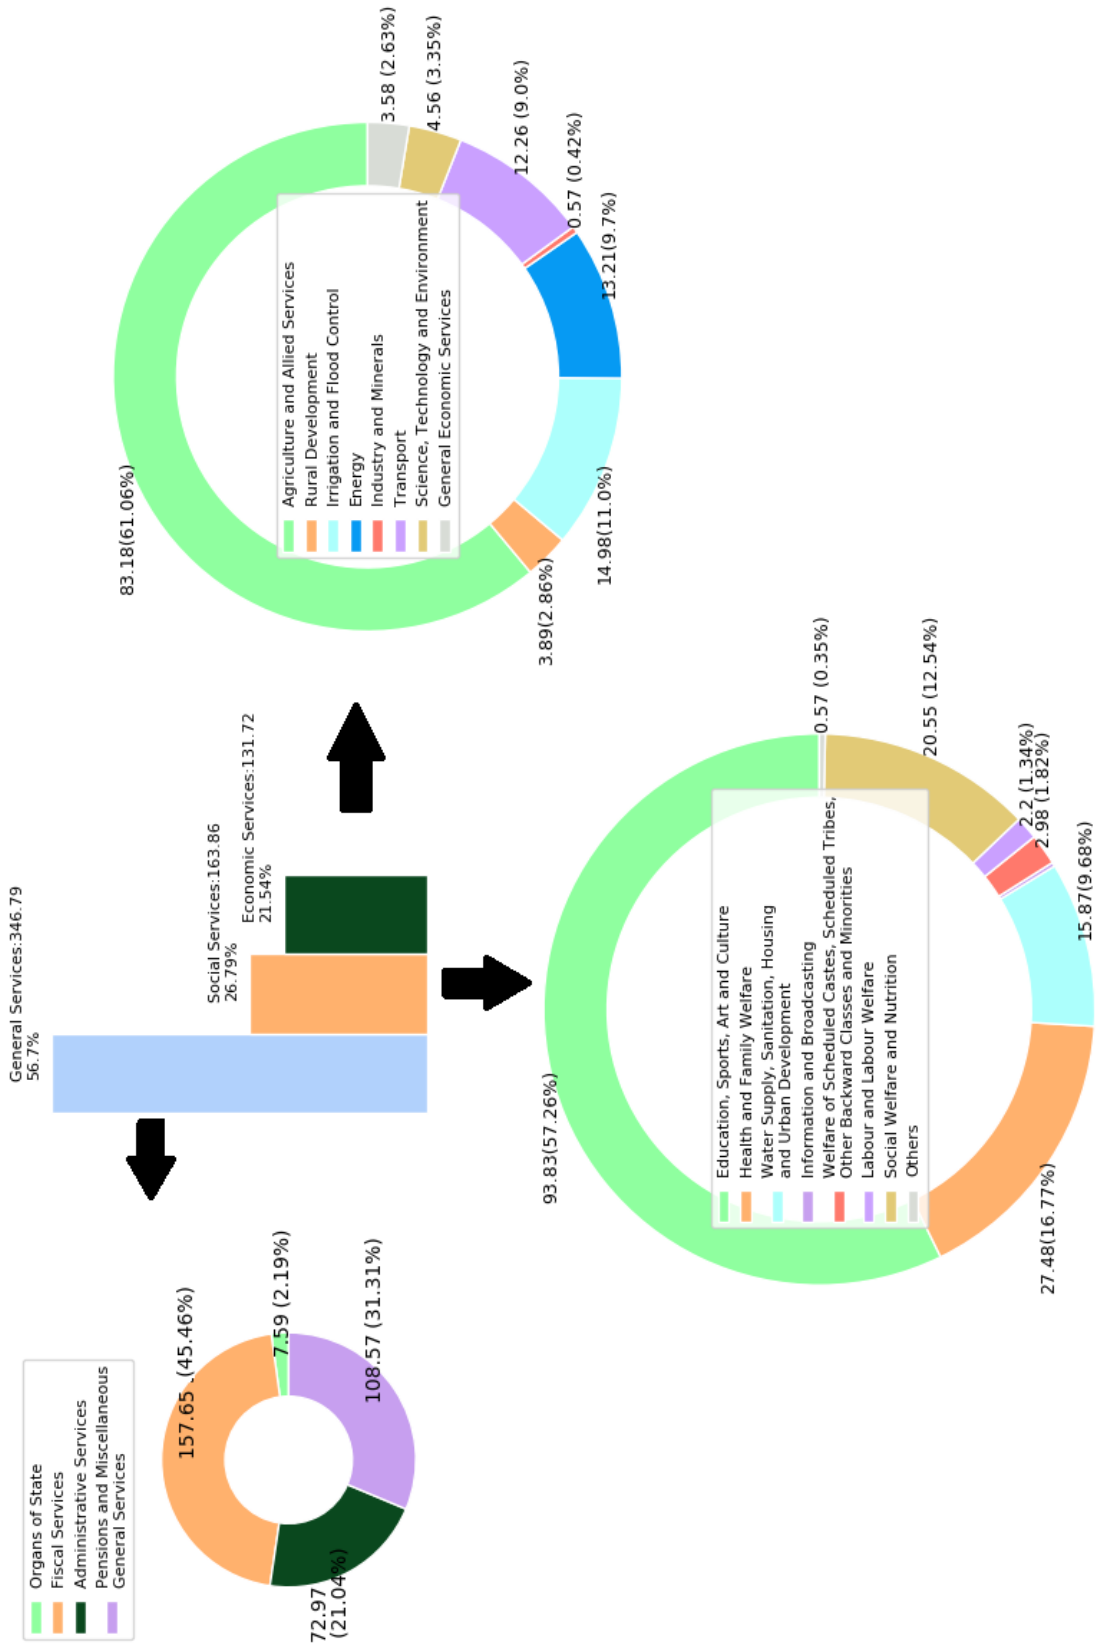 Organs of State
Fiscal Services
Administrative Services
Pensions and Miscellaneous
General Services
157.65 .(45.46%)
7.59 (2.19%)
72.97
(21.04%)
108.57 (31.31%)
General Services:346.79
56.7%
Social Services:163.86
26.79%
Economic Services:131.72
21.54%
83.18(61.06%)
3.58 (2.63%)
4.56 (3.35%)
12.26 (9.0%)
0.57 (0.42%)
13.21(9.7%)
14.98(11.0%)
3.89(2.86%)
Agriculture and Allied Services
Rural Development
Irrigation and Flood Control
Energy
Industry and Minerals
Transport
Science, Technology and Environment
General Economic Services
93.83(57.26%)
0.57 (0.35%)
20.55 (12.54%)
2.2 (1.34%)
2.98 (1.82%)
15.87(9.68%)
27.48(16.77%)
Education, Sports, Art and Culture
Health and Family Welfare
Water Supply, Sanitation, Housing
and Urban Development
Information and Broadcasting
Welfare of Scheduled Castes, Scheduled Tribes,
Other Backward Classes and Minorities
Labour and Labour Welfare
Social Welfare and Nutrition
Others